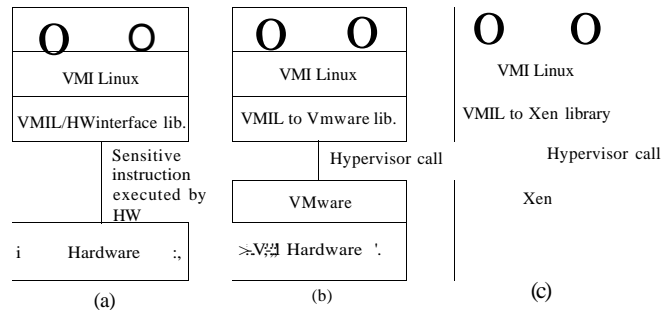 O O
VMI Linux
VMIL/HWinterface lib.
Sensitive
instruction
executed by
HW
i Hardware :,
(a)
O O
VMI Linux
VMIL to Vmware lib.
Hypervisor call
VMware
Hardware '.
(b)
O O
VMI Linux
VMIL to Xen library
Hypervisor call
Xen
(c)